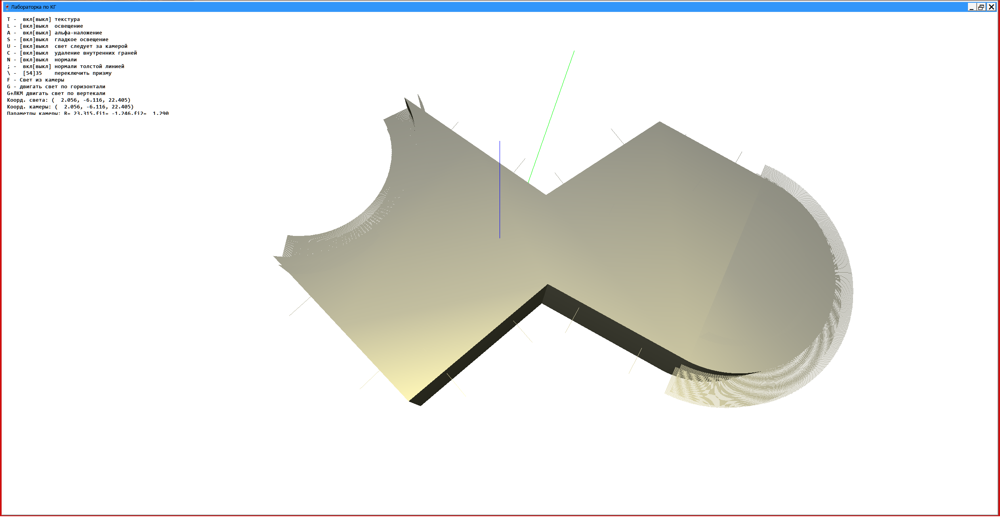 Лабораторка по КГ
T -  вкл[выкл] текстура
L - [вкл]выкл  освещение
A -  вкл[выкл] альфа-наложение
S - [вкл]выкл  гладкое освещение
U - [вкл]выкл  свет следует за камерой
C - [вкл]выкл  удаление внутренних граней
N - [вкл]выкл  нормали
; -  вкл[выкл] нормали толстой линией
\ -  [54]35    переключить призму
F - Свет из камеры
G - двигать свет по горизонтали
G+ЛКМ двигать свет по вертекали
Коорд. света: (  2.056, -6.116, 22.405)
Коорд. камеры: (  2.056, -6.116, 22.405)
Параметры камеры: R= 23.315,fi1= -1.246,fi2=  1.290